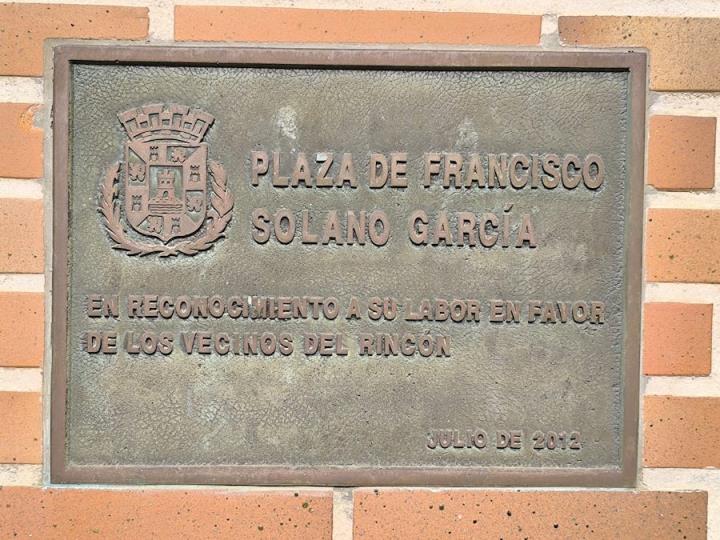 PLAZA DE FRANCISCO
SOLANO GARCÍA
EN RECONOCIMIENTO A SU LABOR EN FAVOR
DE LOS VECINOS DEL RINCÓN
JULIO DE 2012